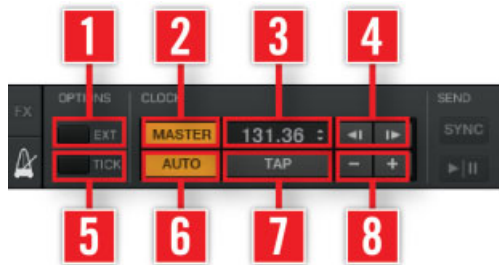 1 2 3 4
OPTIONS CLOCK SEND
FX EXT MASTER 131.36 SYNC
TICK AUTO TAP - +
5 6 7 8